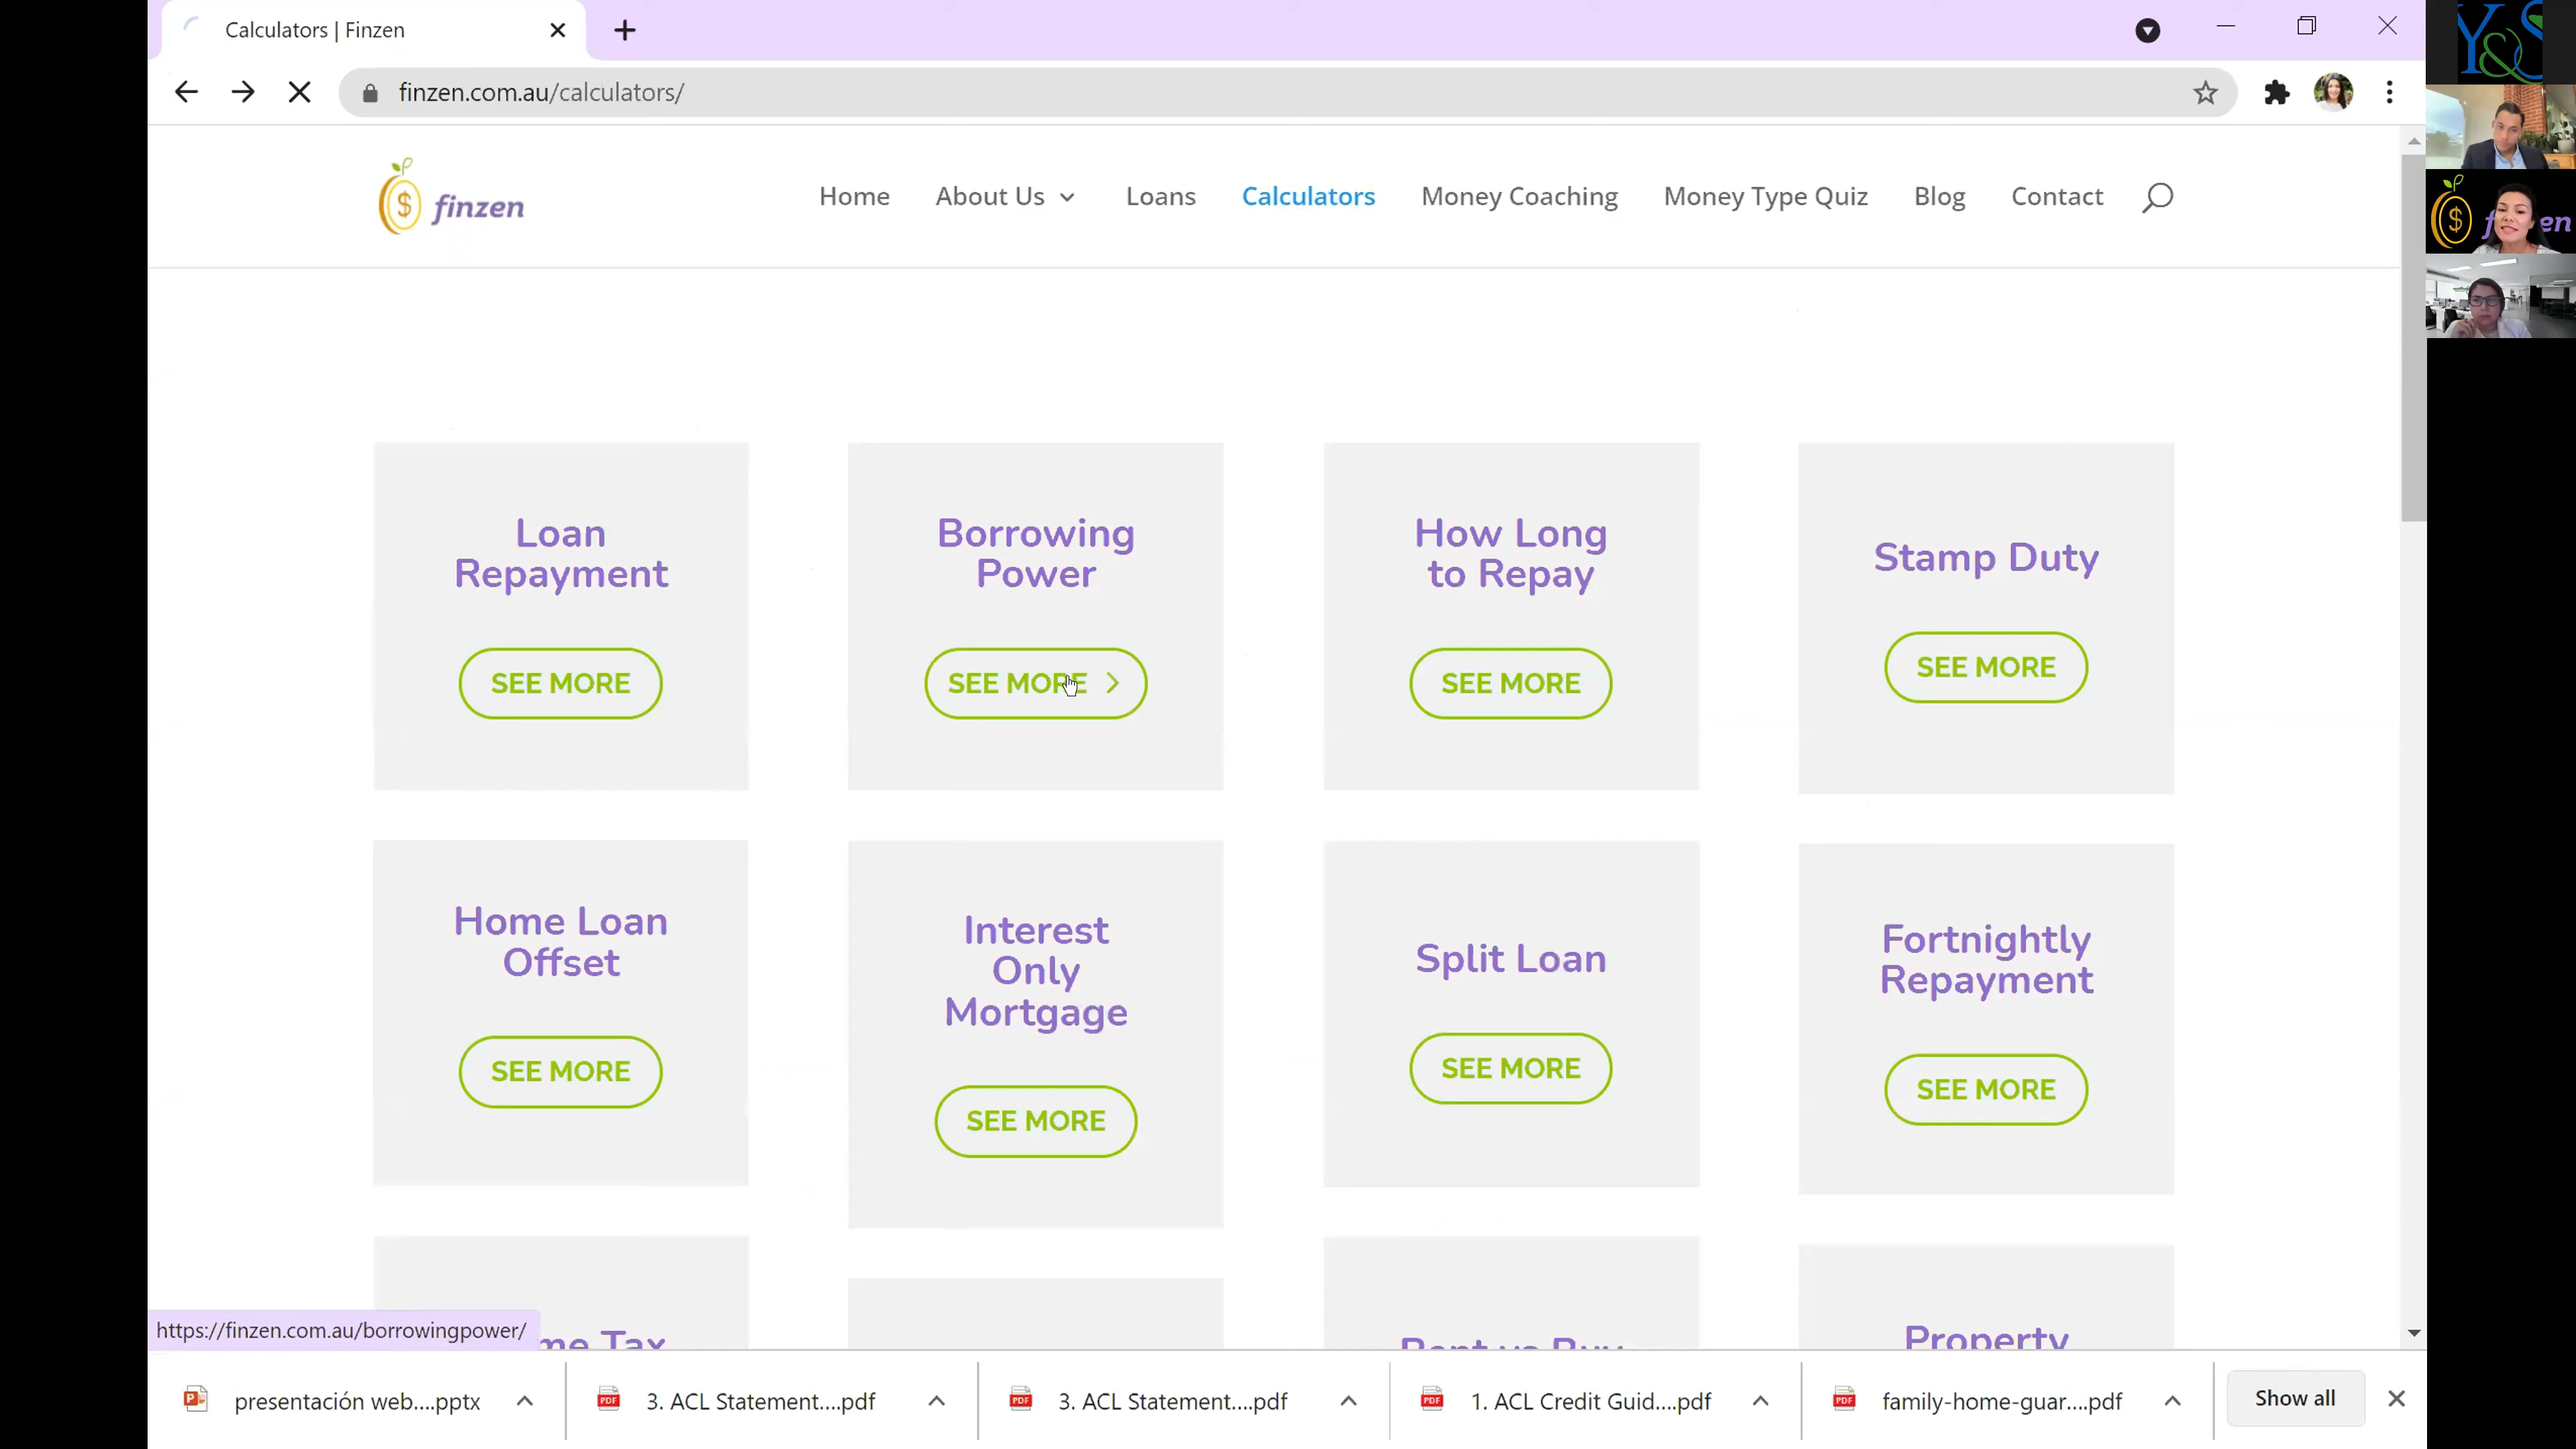 Calculators | Finzen
Y&S
finzen.com.au/calculators/
finzen
Home About Us Loans Calculators Money Coaching Money Type Quiz Blog Contact
Loan
Repayment
SEE MORE
Borrowing
Power
SEE MORE >
How Long
to Repay
SEE MORE
Stamp Duty
SEE MORE
Home Loan
Offset
SEE MORE
Interest
Only
Mortgage
SEE MORE
Split Loan
SEE MORE
Fortnightly
Repayment
SEE MORE
Rent vs Buy
Property
https://finzen.com.au/borrowingpower/
presentación web....pptx
3. ACL Statement....pdf
3. ACL Statement....pdf
1. ACL Credit Guid....pdf
family-home-guar....pdf
Show all